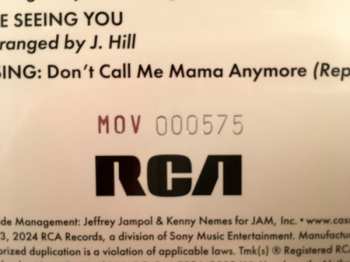 E SEEING YOU
rranged by J. Hill
SING: Don't Call Me Mama Anymore (Rep
MOV 000575
RCA
de Management: Jeffrey Jampol & Kenny Nemes for JAM, Inc. • www.cas
3, 2024 RCA Records, a division of Sony Music Entertainment. Manufactu
orized duplication is a violation of applicable laws. Tmk(s) ® Registered RCA